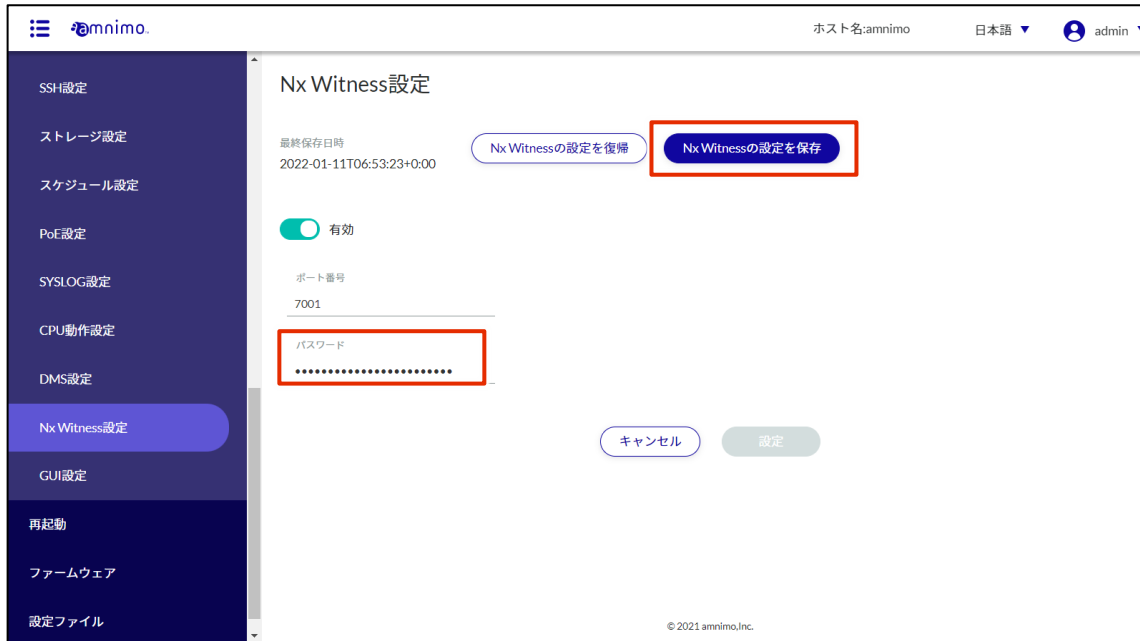 amnimo.
ホスト名:amnimo
日本語 ▼
admin
SSH設定
ストレージ設定
スケジュール設定
PoE設定
SYSLOG設定
CPU動作設定
DMS設定
Nx Witness設定
GUI設定
再起動
ファームウェア
設定ファイル
Nx Witness設定
最終保存日時
2022-01-11T06:53:23+0:00
Nx Witnessの設定を復帰
Nx Witnessの設定を保存
有効
ポート番号
7001
パスワード
••••••••••••••••••••••••
キャンセル
設定
© 2021 amnimo,Inc.